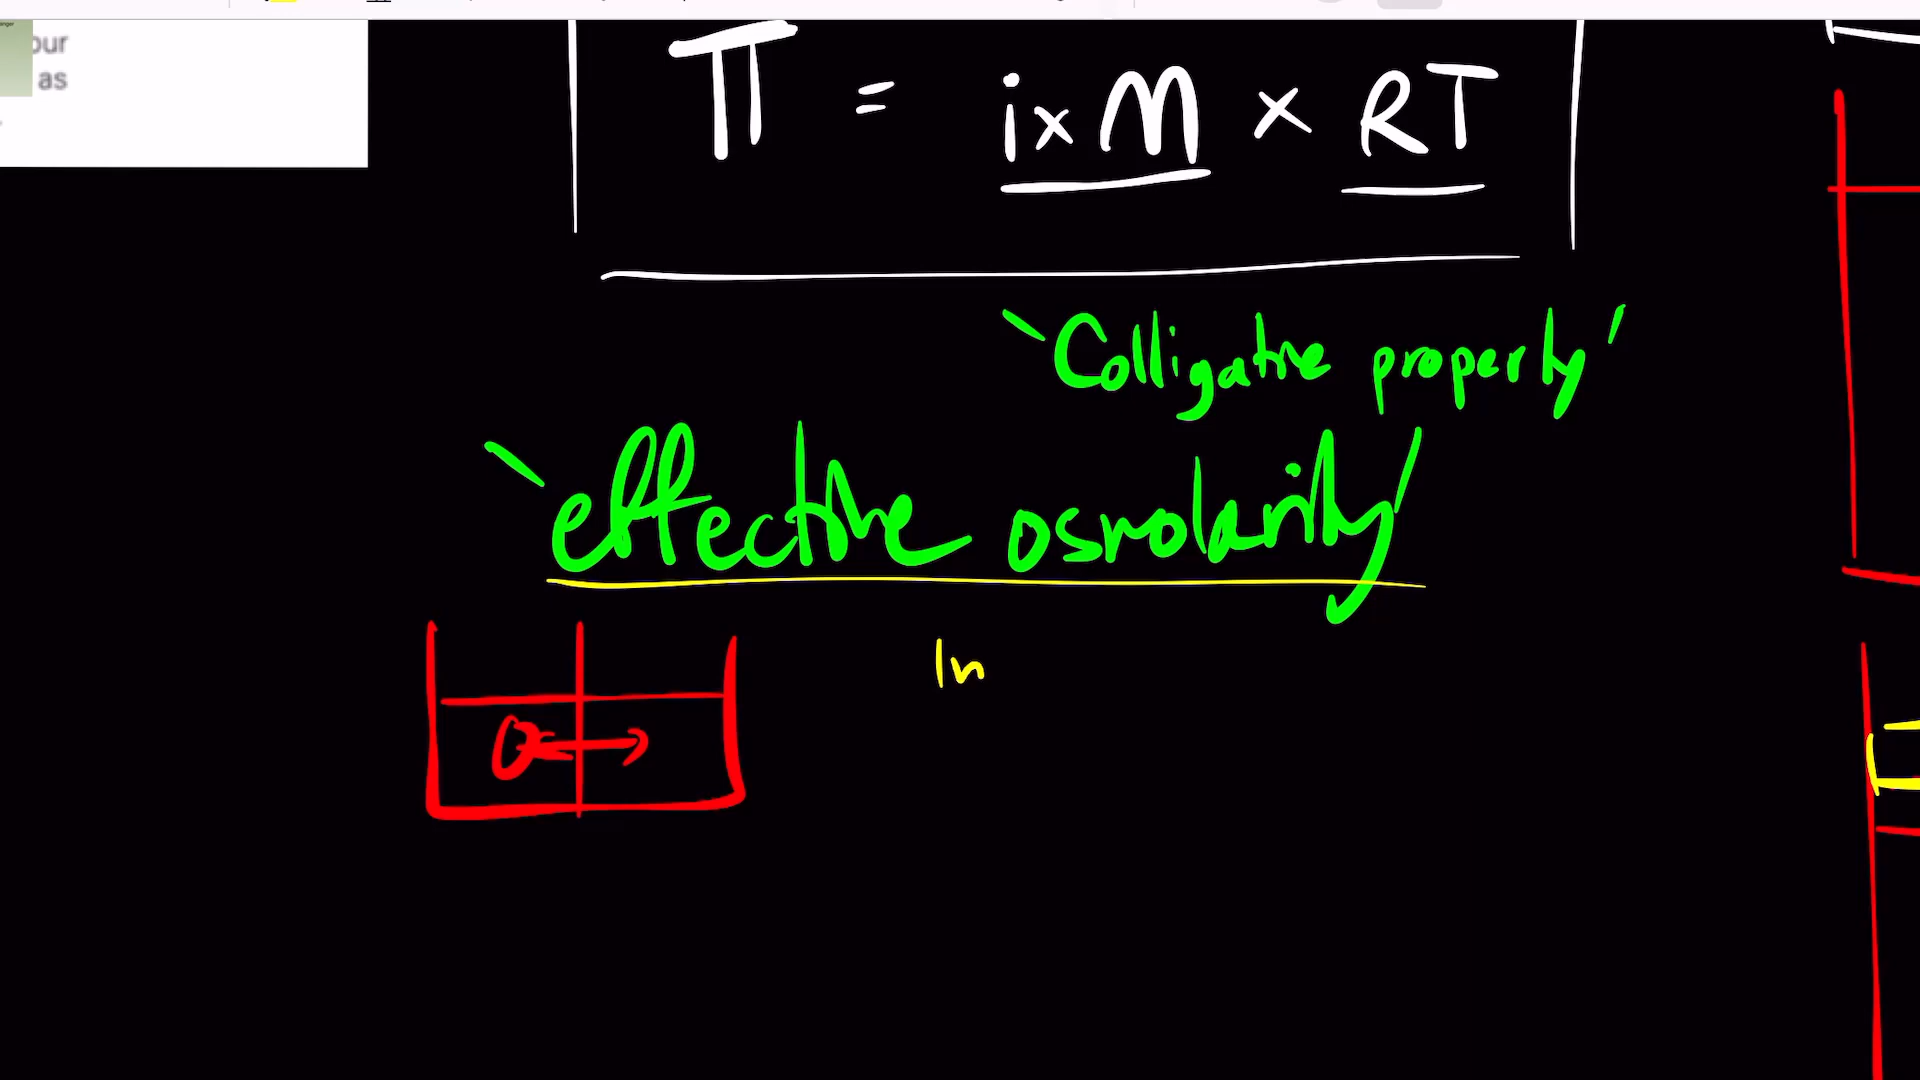 our
as
π = i x M x RT
`Colligative property'
`effective osmolarity'
In